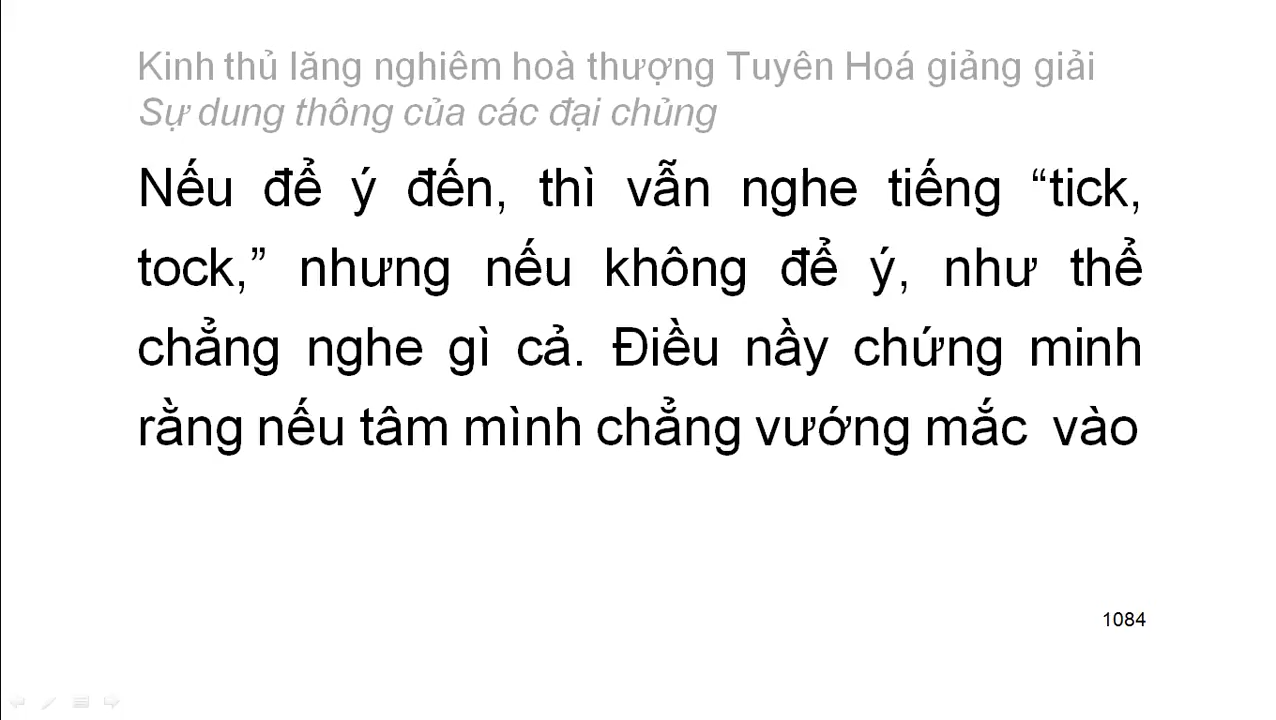 Kinh thủ lăng nghiêm hoà thượng Tuyên Hoá giảng giải
Sự dung thông của các đại chủng
Nếu để ý đến, thì vẫn nghe tiếng “tick,
tock,” nhưng nếu không để ý, như thể
chẳng nghe gì cả. Điều nầy chứng minh
rằng nếu tâm mình chẳng vướng mắc vào
1084